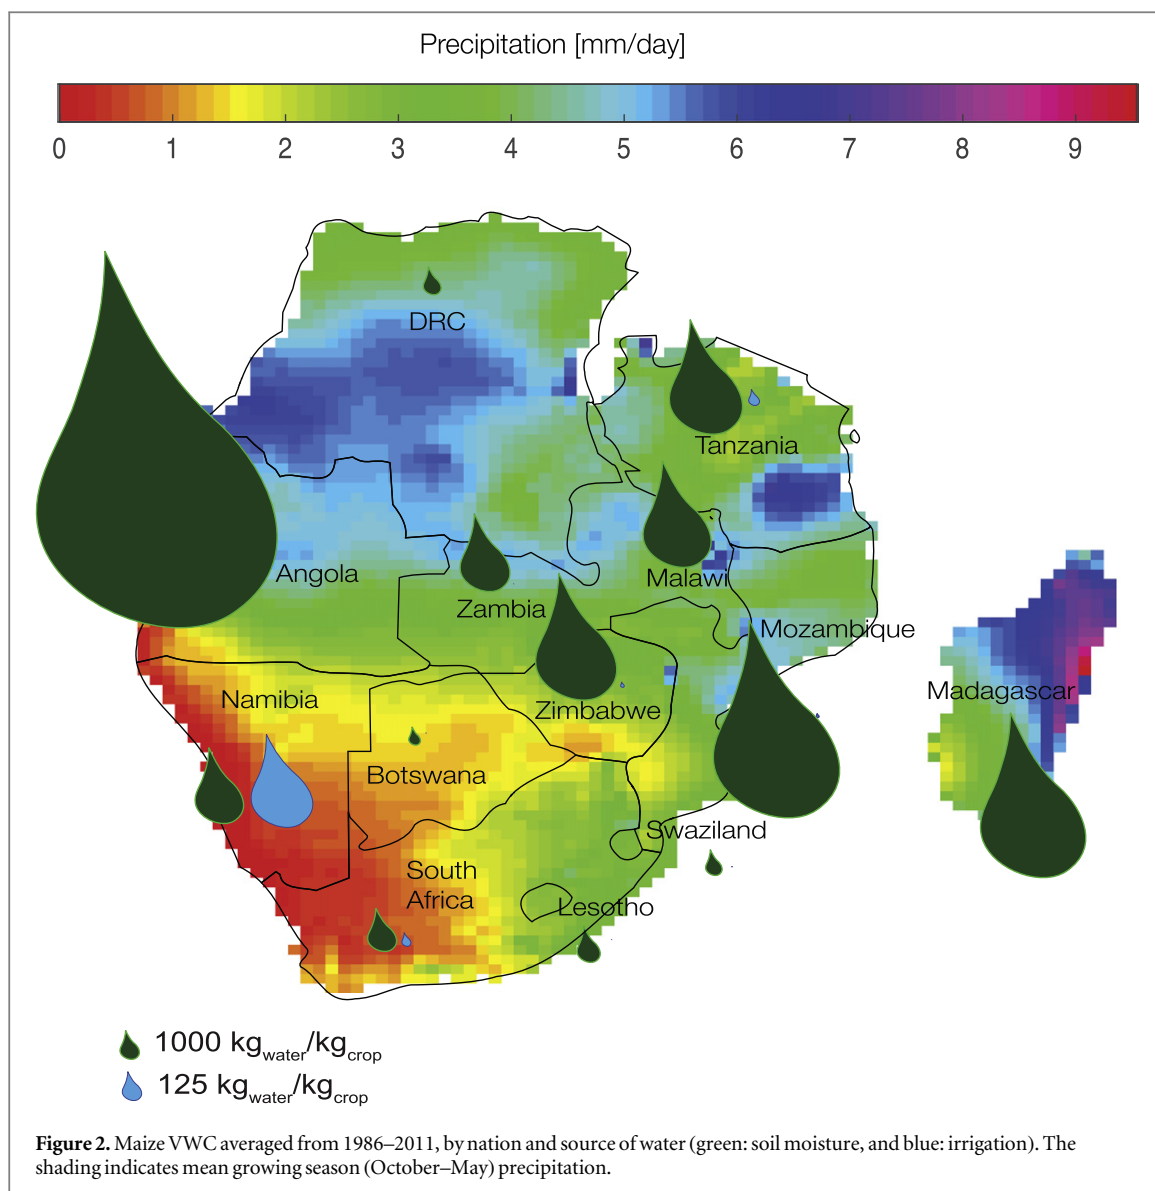 Precipitation [mm/day]
0 1 2 3 4 5 6 7 8 9
DRC
Tanzania
Angola
Malawi
Zambia
Mozambique
Madagascar
Namibia
Zimbabwe
Botswana
Swaziland
South
Africa
Lesotho
1000 kgwater/kgcrop
125 kgwater/kgcrop
Figure 2. Maize VWC averaged from 1986–2011, by nation and source of water (green: soil moisture, and blue: irrigation). The
shading indicates mean growing season (October–May) precipitation.